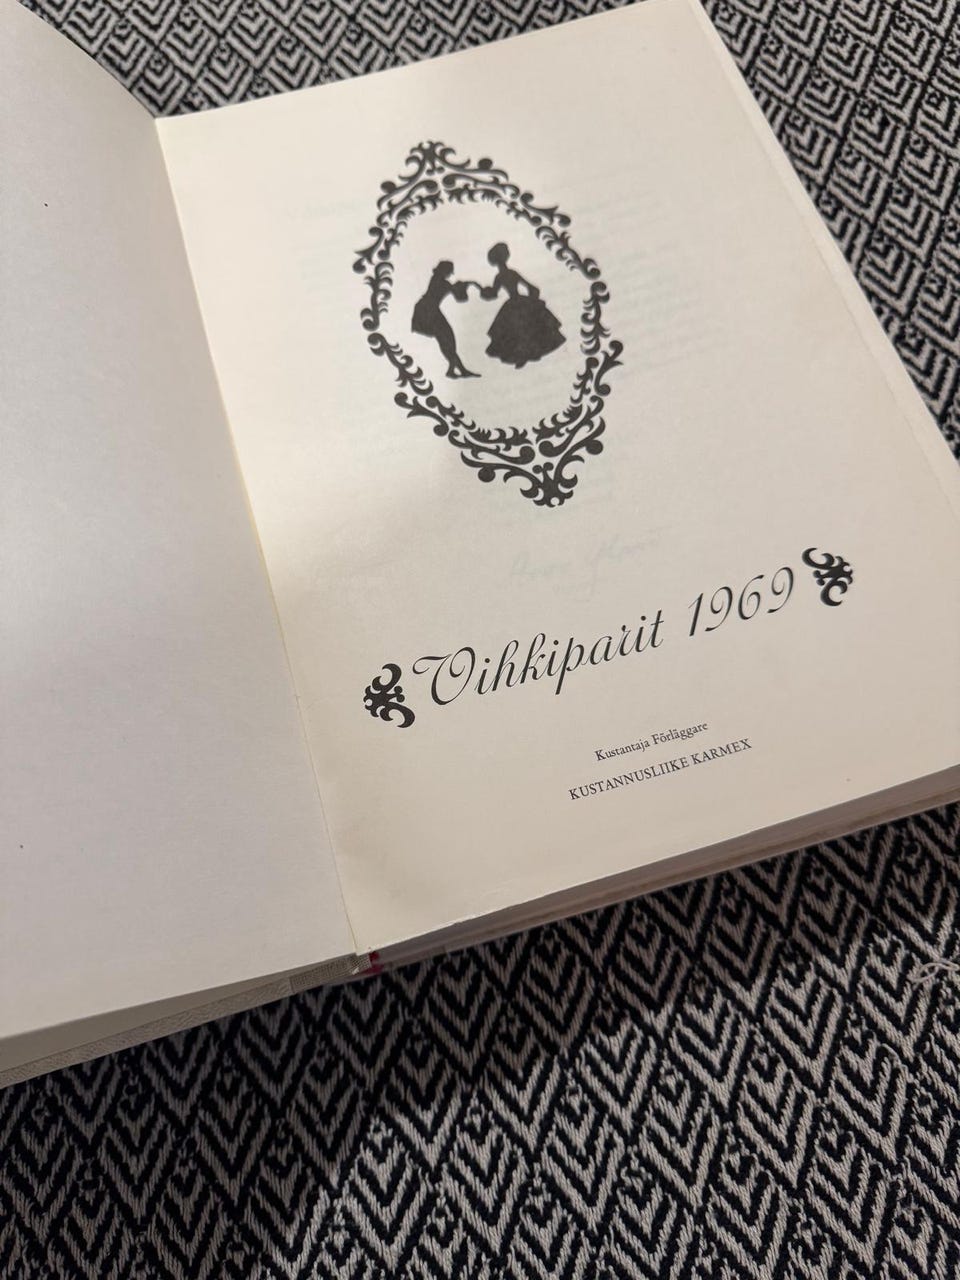 Vihkiparit 1969
Kustantaja Förläggare
KUSTANNUSLIIKE KARMEX